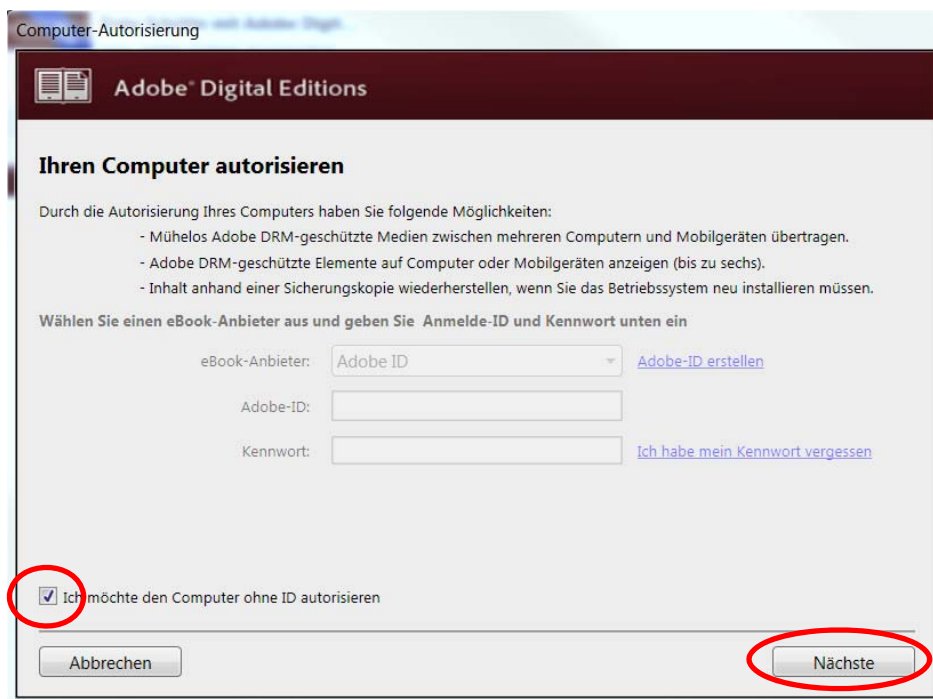 Computer-Autorisierung
Adobe® Digital Editions
Ihren Computer autorisieren
Durch die Autorisierung Ihres Computers haben Sie folgende Möglichkeiten:
- Mühelos Adobe DRM-geschützte Medien zwischen mehreren Computern und Mobilgeräten übertragen.
- Adobe DRM-geschützte Elemente auf Computer oder Mobilgeräten anzeigen (bis zu sechs).
- Inhalt anhand einer Sicherungskopie wiederherstellen, wenn Sie das Betriebssystem neu installieren müssen.
Wählen Sie einen eBook-Anbieter aus und geben Sie Anmelde-ID und Kennwort unten ein
eBook-Anbieter: Adobe ID Adobe-ID erstellen
Adobe-ID:
Kennwort: Ich habe mein Kennwort vergessen
Ich möchte den Computer ohne ID autorisieren
Abbrechen Nächste